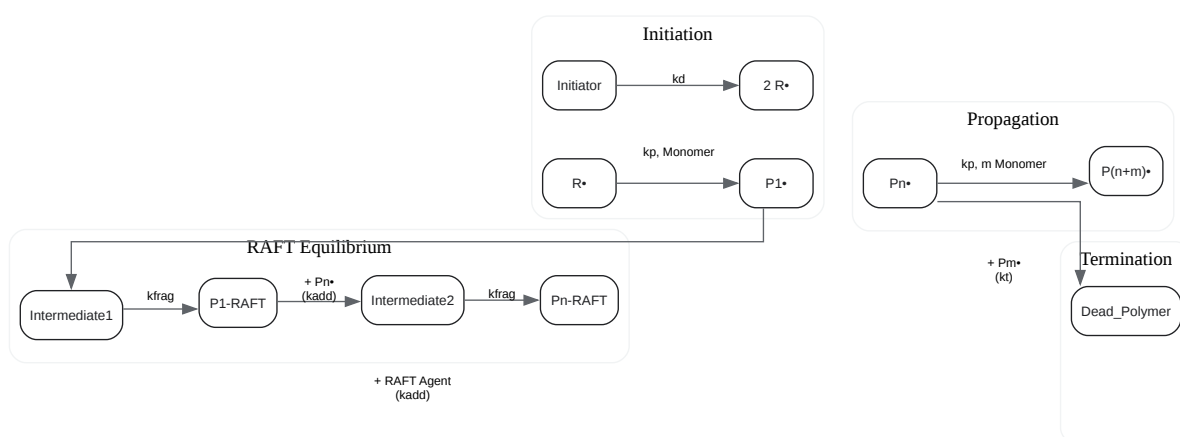 Initiation
Initiator
kd
2 R•
R•
kp, Monomer
P1•
Propagation
Pn•
kp, m Monomer
P(n+m)•
RAFT Equilibrium
Intermediate1
kfrag
P1-RAFT
+ Pn•
(kadd)
Intermediate2
kfrag
Pn-RAFT
+ RAFT Agent
(kadd)
+ Pm•
(kt)
Termination
Dead_Polymer